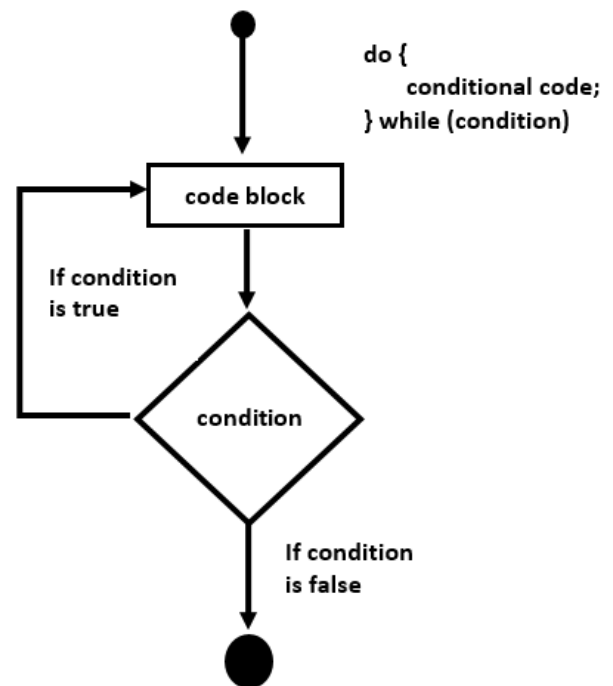 do {
conditional code;
} while (condition)
code block
If condition
is true
condition
If condition
is false